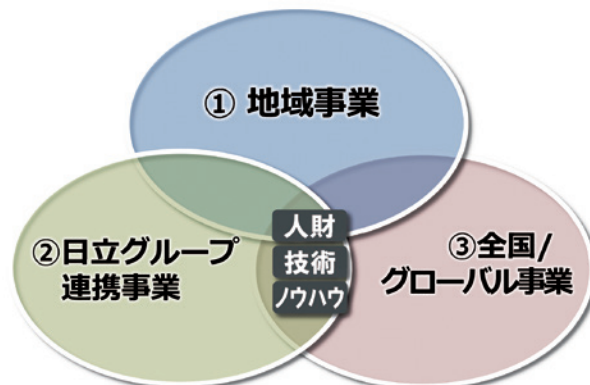 ① 地域事業
②日立グループ
連携事業
人財
技術
ノウハウ
③全国/
グローバル事業